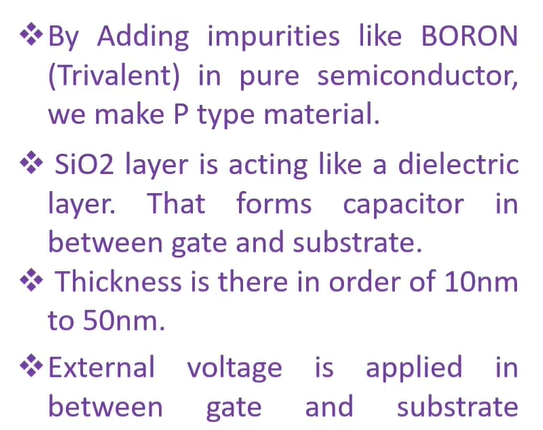 ❖By Adding impurities like BORON
(Trivalent) in pure semiconductor,
we make P type material.
❖ SiO2 layer is acting like a dielectric
layer. That forms capacitor in
between gate and substrate.
❖ Thickness is there in order of 10nm
to 50nm.
❖External voltage is applied in
between gate and substrate